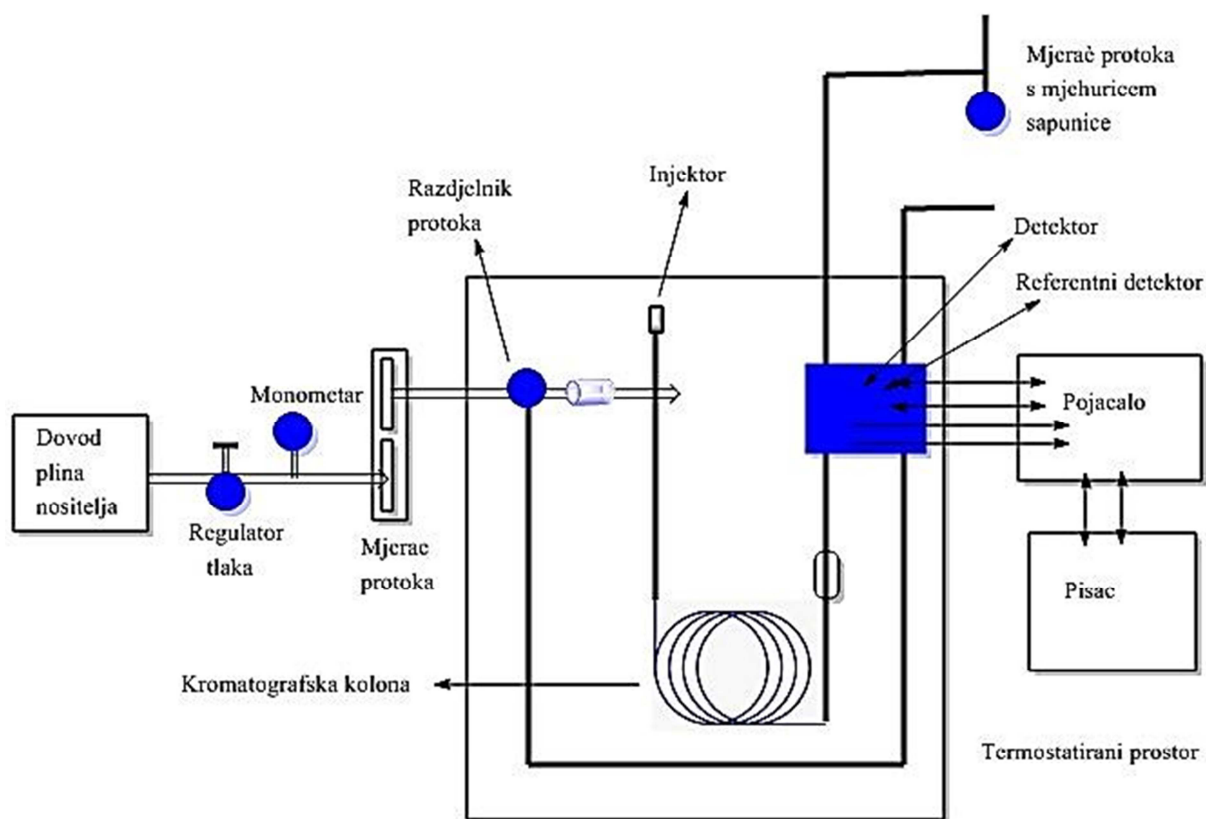 Mjerač protoka
s mjehuricem
sapunice
Razdjelnik
protoka
Injektor
Detektor
Referentni detektor
Monometar
Dovod
plina
nositelja
Regulator
tlaka
Mjerac
protoka
Pojacalo
Pisac
Kromatografska kolona
Termostatirani prostor